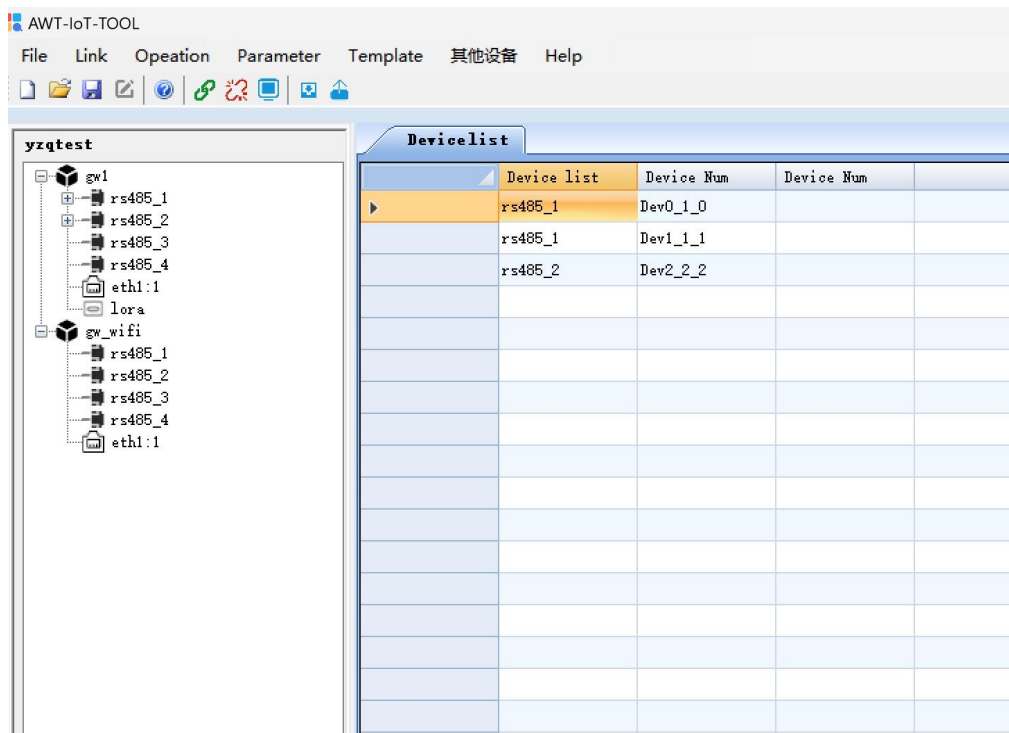 AWT-IoT-TOOL
File Link Opeation Parameter Template 其他设备 Help
yzqtest
gw1
rs485_1
rs485_2
rs485_3
rs485_4
eth1:1
lora
gw_wifi
rs485_1
rs485_2
rs485_3
rs485_4
eth1:1
Devicelist
Device list Device Num Device Num
rs485_1 Dev0_1_0
rs485_1 Dev1_1_1
rs485_2 Dev2_2_2